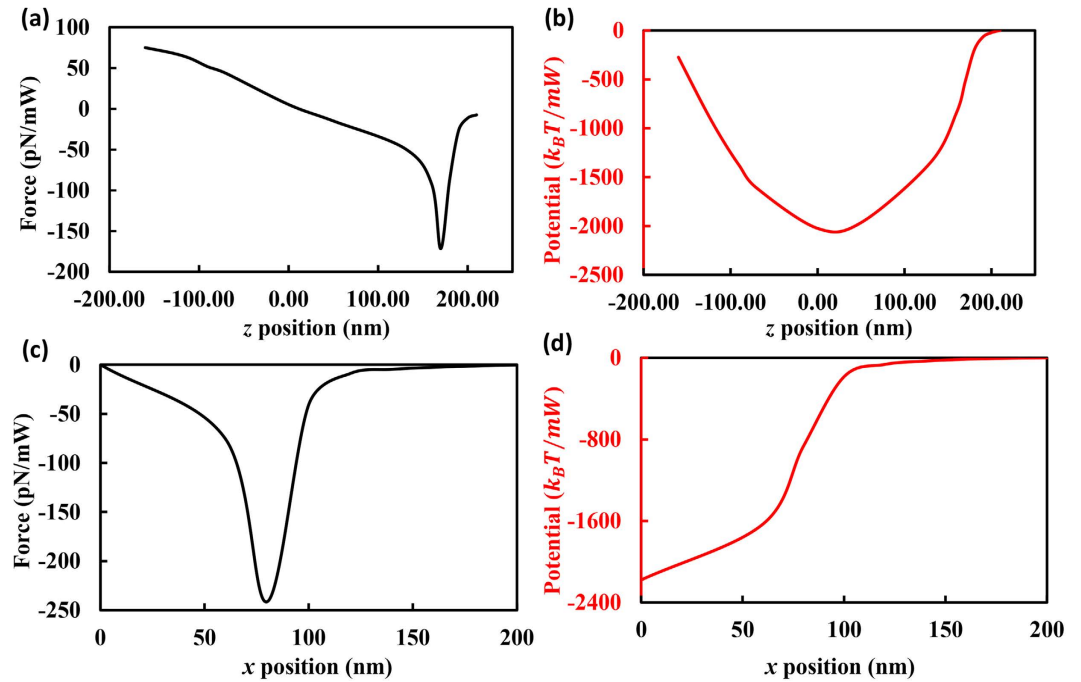 (a)
Force (pN/mW)
100
50
0
-50
-100
-150
-200
-200.00 -100.00 0.00 100.00 200.00
z position (nm)
(b)
Potential (k_BT/mW)
0
-500
-1000
-1500
-2000
-2500
-200.00 -100.00 0.00 100.00 200.00
z position (nm)
(c)
Force (pN/mW)
0
-50
-100
-150
-200
-250
0 50 100 150 200
x position (nm)
(d)
Potential (k_BT/mW)
0
-800
-1600
-2400
0 50 100 150 200
x position (nm)